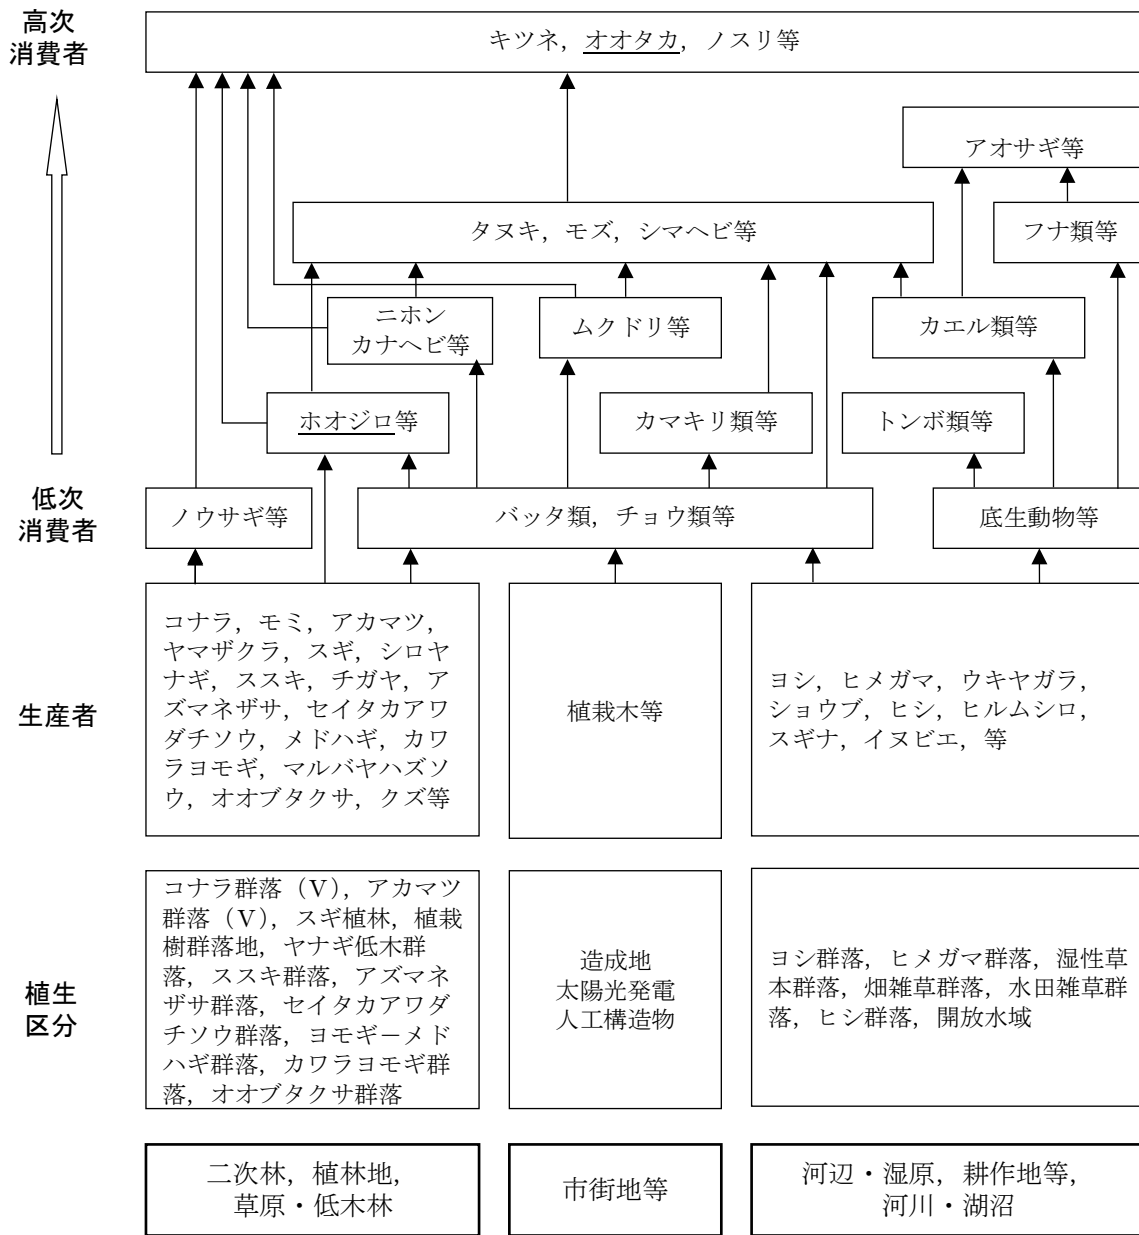 高次
消費者
キツネ，オオタカ，ノスリ等
アオサギ等
タヌキ，モズ，シマヘビ等
フナ類等
ニホン
カナヘビ等
ムクドリ等
カエル類等
ホオジロ等
カマキリ類等
トンボ類等
低次
消費者
ノウサギ等
バッタ類，チョウ類等
底生動物等
生産者
コナラ，モミ，アカマツ，
ヤマザクラ，スギ，シロヤ
ナギ，ススキ，チガヤ，ア
ズマネザサ，セイタカアワ
ダチソウ，メドハギ，カワ
ラヨモギ，マルバヤハズソ
ウ，オオブタクサ，クズ等
植栽木等
ヨシ，ヒメガマ，ウキヤガラ，
ショウブ，ヒシ，ヒルムシロ，
スギナ，イヌビエ，等
植生
区分
コナラ群落（Ｖ），アカマツ
群落（Ｖ），スギ植林，植栽
樹群落地，ヤナギ低木群
落，ススキ群落，アズマネ
ザサ群落，セイタカアワダ
チソウ群落，ヨモギーメド
ハギ群落，カワラヨモギ群
落，オオブタクサ群落
造成地
太陽光発電
人工構造物
ヨシ群落，ヒメガマ群落，湿性草
本群落，畑雑草群落，水田雑草群
落，ヒシ群落，開放水域
二次林，植林地，
草原・低木林
市街地等
河辺・湿原，耕作地等，
河川・湖沼